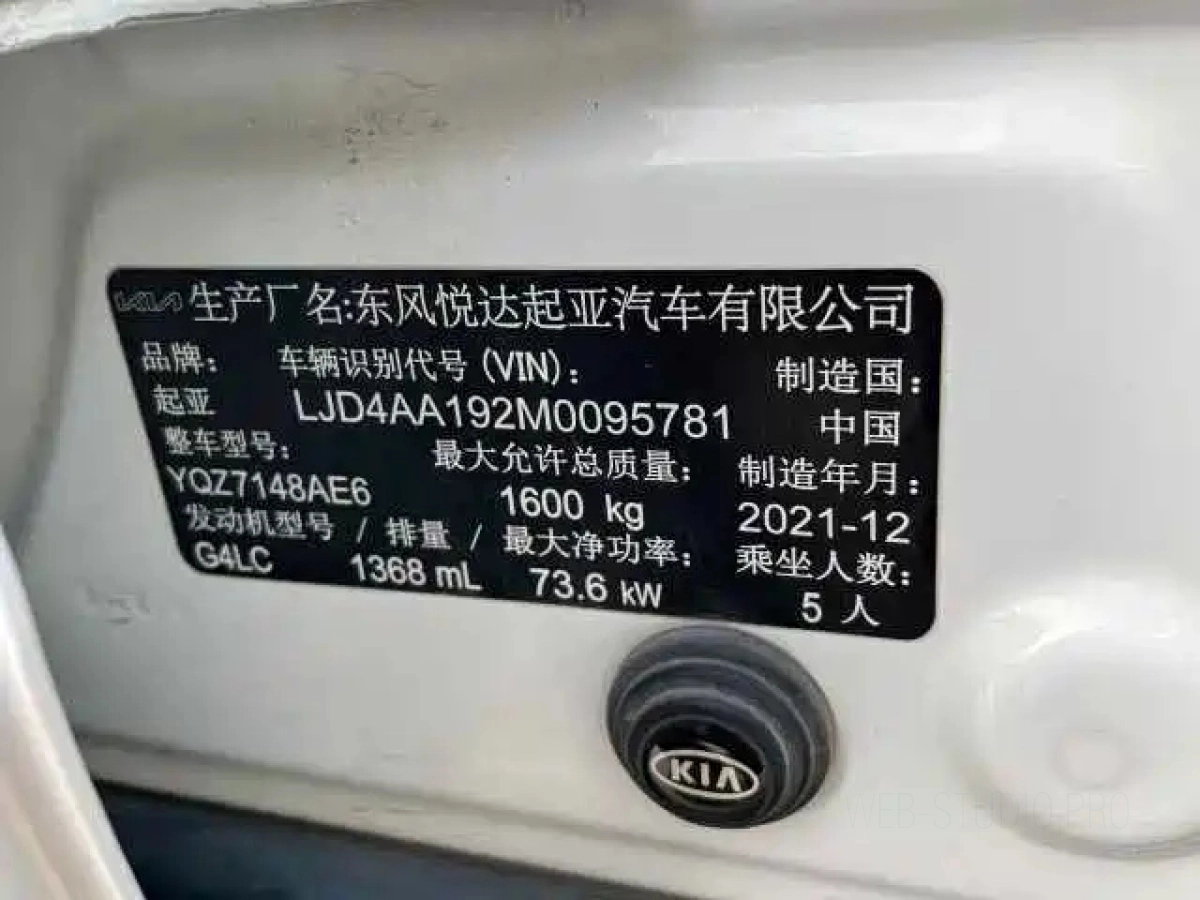 KIA 生产厂名:东风悦达起亚汽车有限公司
品牌: 车辆识别代号 (VIN): 制造国:
起亚 LJD4AA192M0095781 中国
整车型号: 最大允许总质量: 制造年月:
YQZ7148AE6 1600 kg 2021-12
发动机型号 / 排量 / 最大净功率: 乘坐人数:
G4LC 1368 mL 73.6 kW 5 人
KIA
WEB-STUDIO-PRO